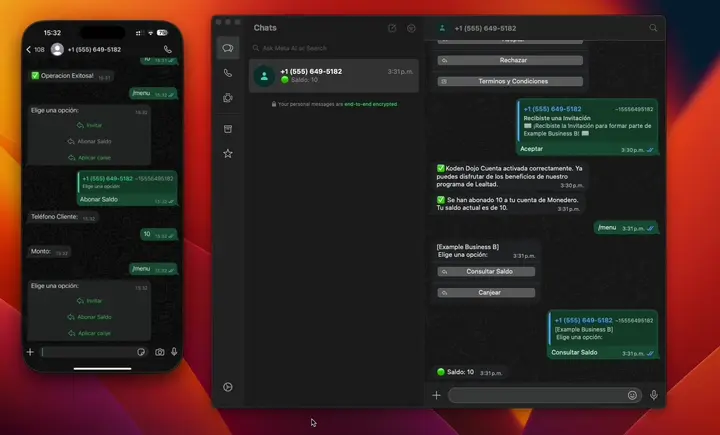 15:32
79
108
+1 (555) 649-5182
10 15:31
✅ Operacion Exitosa! 15:31
/menu
Elige una opción: 15:32
Invitar
Abonar Saldo
Aplicar canje
+1 (555) 649-5182 ~15556495182
Elige una opción:
Abonar Saldo
Teléfono Cliente: 15:32
10
Monto: 15:32
/menu
Elige una opción:
Invitar
Abonar Saldo
Aplicar canje
Chats
Ask Meta AI or Search
+1 (555) 649-5182 3:31 p.m.
🟢 Saldo: 10
Your personal messages are end-to-end encrypted
+1 (555) 649-5182
Aceptar
Rechazar
Terminos y Condiciones
+1 (555) 649-5182 ~15556495182
Recibiste una Invitación
¡Recibiste la Invitación para formar parte de
Example Business B!
Aceptar 3:30 p.m.
✅ Koden Dojo Cuenta activada correctamente. Ya
puedes disfrutar de los beneficios de nuestro
programa de Lealtad. 3:30 p.m.
✅ Se han abonado 10 a tu cuenta de Monedero.
Tu saldo actual es de 10. 3:31 p.m.
/menu 3:31 p.m.
[Example Business B]
Elige una opción: 3:31 p.m.
Consultar Saldo
Canjear
+1 (555) 649-5182 ~15556495182
[Example Business B]
Elige una opción:
Consultar Saldo 3:31 p.m.
🟢 Saldo: 10 3:31 p.m.